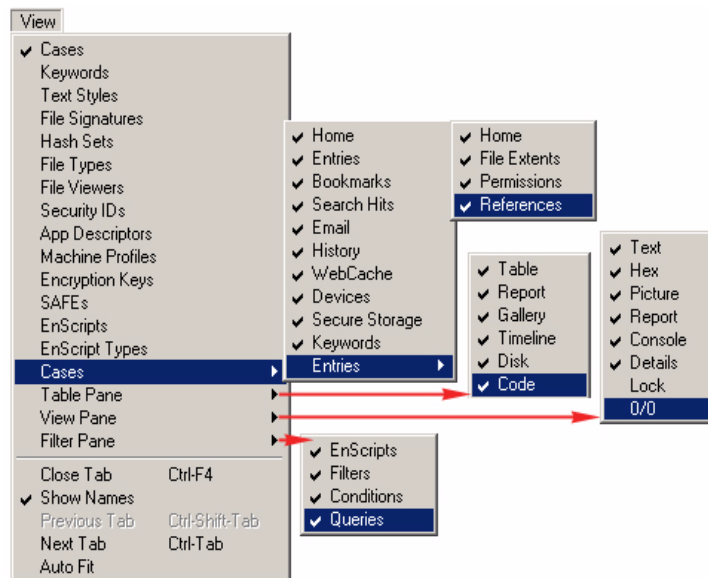 View
Cases
Keywords
Text Styles
File Signatures
Hash Sets
File Types
File Viewers
Security IDs
App Descriptors
Machine Profiles
Encryption Keys
SAFEs
EnScripts
EnScript Types
Cases
Table Pane
View Pane
Filter Pane
Close Tab Ctrl-F4
Show Names
Previous Tab Ctrl-Shift-Tab
Next Tab Ctrl-Tab
Auto Fit
Home
Entries
Bookmarks
Search Hits
Email
History
WebCache
Devices
Secure Storage
Keywords
Entries
Home
File Extents
Permissions
References
Table
Report
Gallery
Timeline
Disk
Code
Text
Hex
Picture
Report
Console
Details
Lock
0/0
EnScripts
Filters
Conditions
Queries